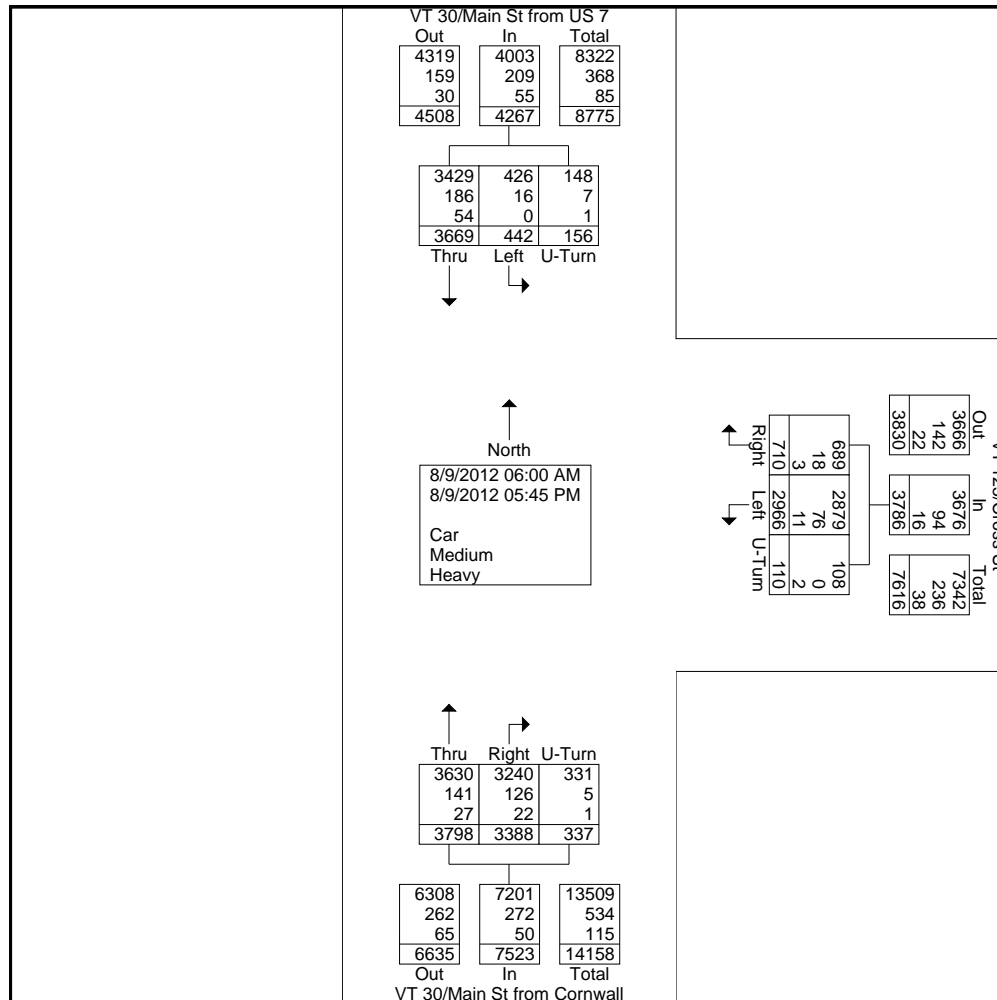 VT 30/Main St from US 7
Out In Total
4319 4003 8322
159 209 368
30 55 85
4508 4267 8775
3429 426 148
186 16 7
54 0 1
3669 442 156
Thru Left U-Turn
North
8/9/2012 06:00 AM
8/9/2012 05:45 PM
Car
Medium
Heavy
Out In Total
3666 3676 7342
142 94 236
22 16 38
3830 3786 7616
689 2879 108
18 76 0
3 11 2
710 2966 110
Right Left U-Turn
Thru Right U-Turn
3630 3240 331
141 126 5
27 22 1
3798 3388 337
6308 7201 13509
262 272 534
65 50 115
6635 7523 14158
Out In Total
VT 30/Main St from Cornwall